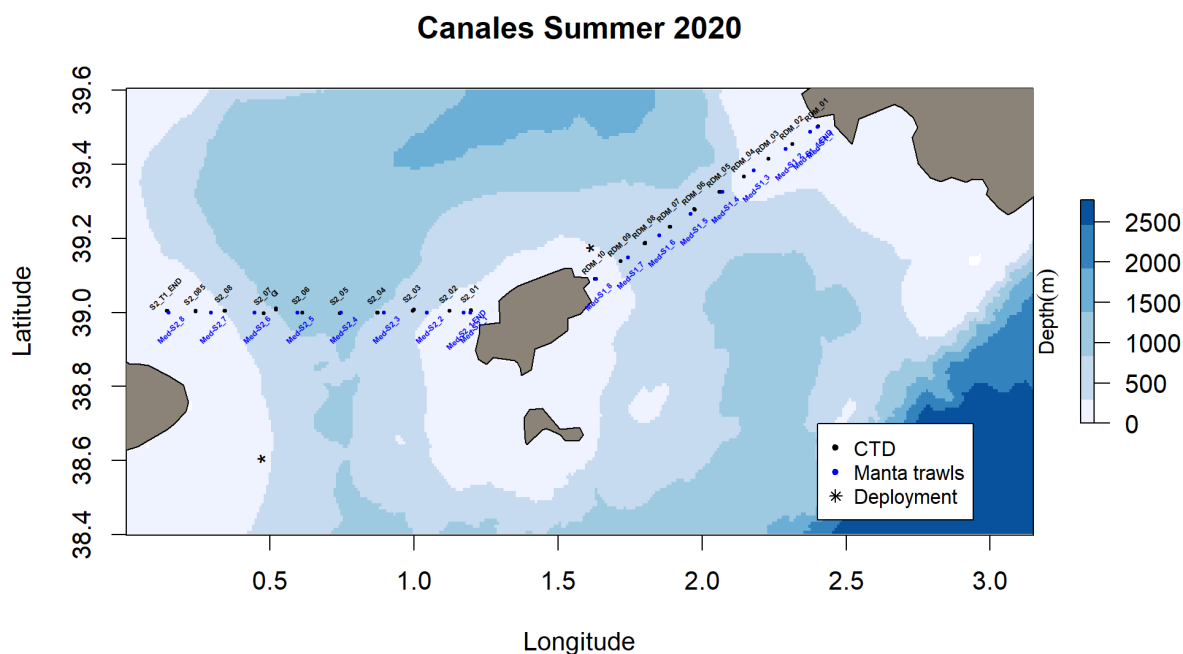 Canales Summer 2020
Latitude
39.6
39.4
39.2
39.0
38.8
38.6
38.4
RDM_01
RDM_02
RDM_03
RDM_04
RDM_05
RDM_06
RDM_07
RDM_08
RDM_09
RDM_10
Med-S1_2
Med-S1_3
Med-S1_4
Med-S1_5
Med-S1_6
Med-S1_7
Med-S1_8
S2_T1_END
S2_085
S2_08
S2_07
S2_06
S2_05
S2_04
S2_03
S2_02
S2_01
Med-S2_8
Med-S2_7
Med-S2_6
Med-S2_5
Med-S2_4
Med-S2_3
Med-S2_2
CTD
Manta trawls
Deployment
0.5 1.0 1.5 2.0 2.5 3.0
Longitude
Depth(m)
2500
2000
1500
1000
500
0